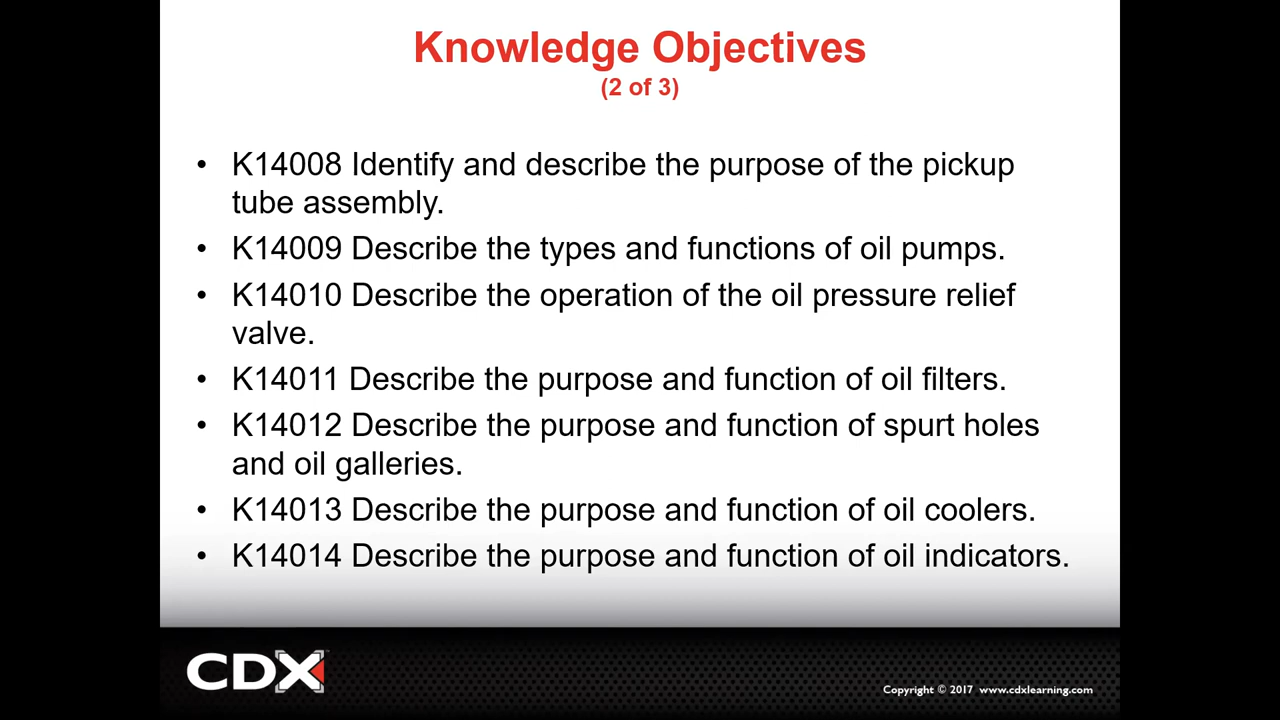 Knowledge Objectives
(2 of 3)
• K14008 Identify and describe the purpose of the pickup
tube assembly.
• K14009 Describe the types and functions of oil pumps.
• K14010 Describe the operation of the oil pressure relief
valve.
• K14011 Describe the purpose and function of oil filters.
• K14012 Describe the purpose and function of spurt holes
and oil galleries.
• K14013 Describe the purpose and function of oil coolers.
• K14014 Describe the purpose and function of oil indicators.
CDX
Copyright © 2017 www.cdxlearning.com